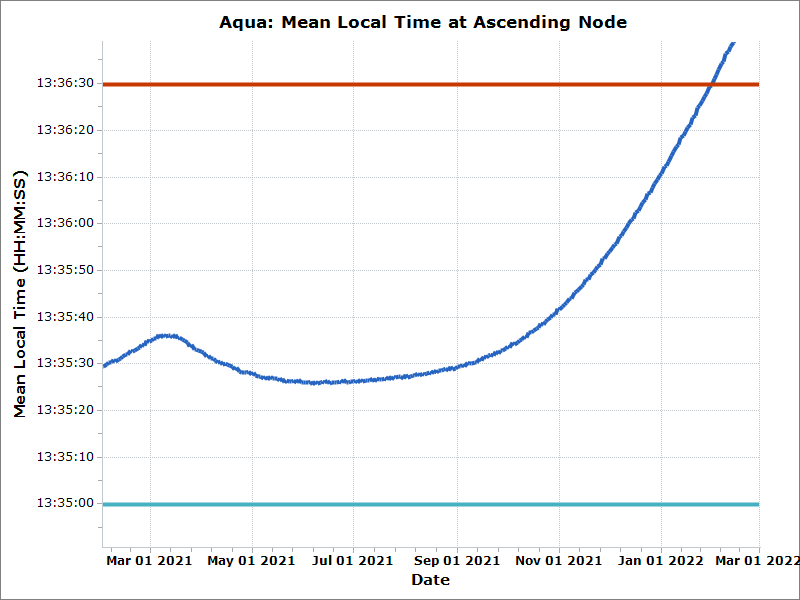 Aqua: Mean Local Time at Ascending Node
Mean Local Time (HH:MM:SS)
13:36:30
13:36:20
13:36:10
13:36:00
13:35:50
13:35:40
13:35:30
13:35:20
13:35:10
13:35:00
Mar 01 2021 May 01 2021 Jul 01 2021 Sep 01 2021 Nov 01 2021 Jan 01 2022 Mar 01 2022
Date